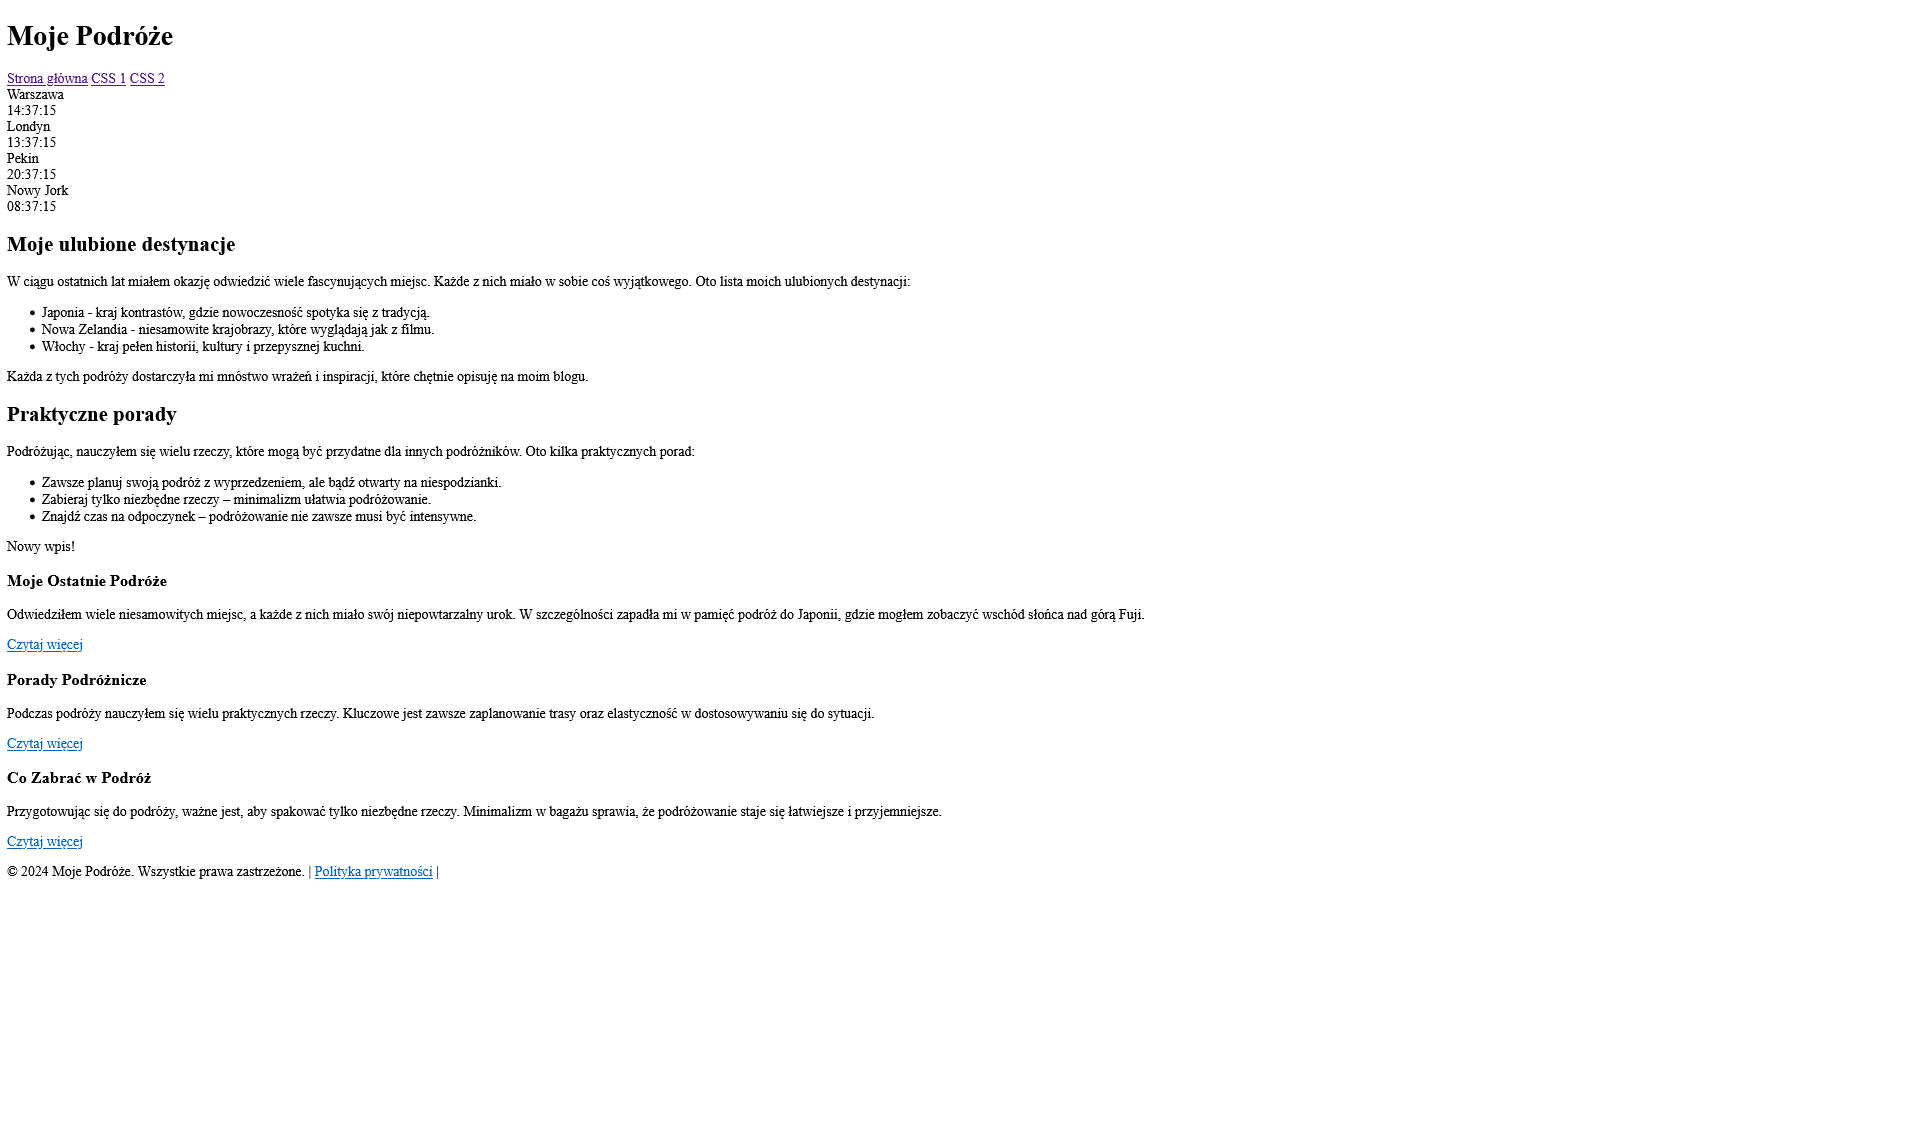 Moje Podróże
Strona główna CSS 1 CSS 2
Warszawa
14:37:15
Londyn
13:37:15
Pekin
20:37:15
Nowy Jork
08:37:15
Moje ulubione destynacje
W ciągu ostatnich lat miałem okazję odwiedzić wiele fascynujących miejsc. Każde z nich miało w sobie coś wyjątkowego. Oto lista moich ulubionych destynacji:
• Japonia - kraj kontrastów, gdzie nowoczesność spotyka się z tradycją.
• Nowa Zelandia - niesamowite krajobrazy, które wyglądają jak z filmu.
• Włochy - kraj pełen historii, kultury i przepysznej kuchni.
Każda z tych podróży dostarczyła mi mnóstwo wrażeń i inspiracji, które chętnie opisuję na moim blogu.
Praktyczne porady
Podróżując, nauczyłem się wielu rzeczy, które mogą być przydatne dla innych podróżników. Oto kilka praktycznych porad:
• Zawsze planuj swoją podróż z wyprzedzeniem, ale bądź otwarty na niespodzianki.
• Zabieraj tylko niezbędne rzeczy – minimalizm ułatwia podróżowanie.
• Znajdź czas na odpoczynek – podróżowanie nie zawsze musi być intensywne.
Nowy wpis!
Moje Ostatnie Podróże
Odwiedziłem wiele niesamowitych miejsc, a każde z nich miało swój niepowtarzalny urok. W szczególności zapadła mi w pamięć podróż do Japonii, gdzie mogłem zobaczyć wschód słońca nad górą Fuji.
Czytaj więcej
Porady Podróżnicze
Podczas podróży nauczyłem się wielu praktycznych rzeczy. Kluczowe jest zawsze zaplanowanie trasy oraz elastyczność w dostosowywaniu się do sytuacji.
Czytaj więcej
Co Zabrać w Podróż
Przygotowując się do podróży, ważne jest, aby spakować tylko niezbędne rzeczy. Minimalizm w bagażu sprawia, że podróżowanie staje się łatwiejsze i przyjemniejsze.
Czytaj więcej
© 2024 Moje Podróże. Wszystkie prawa zastrzeżone. | Polityka prywatności |